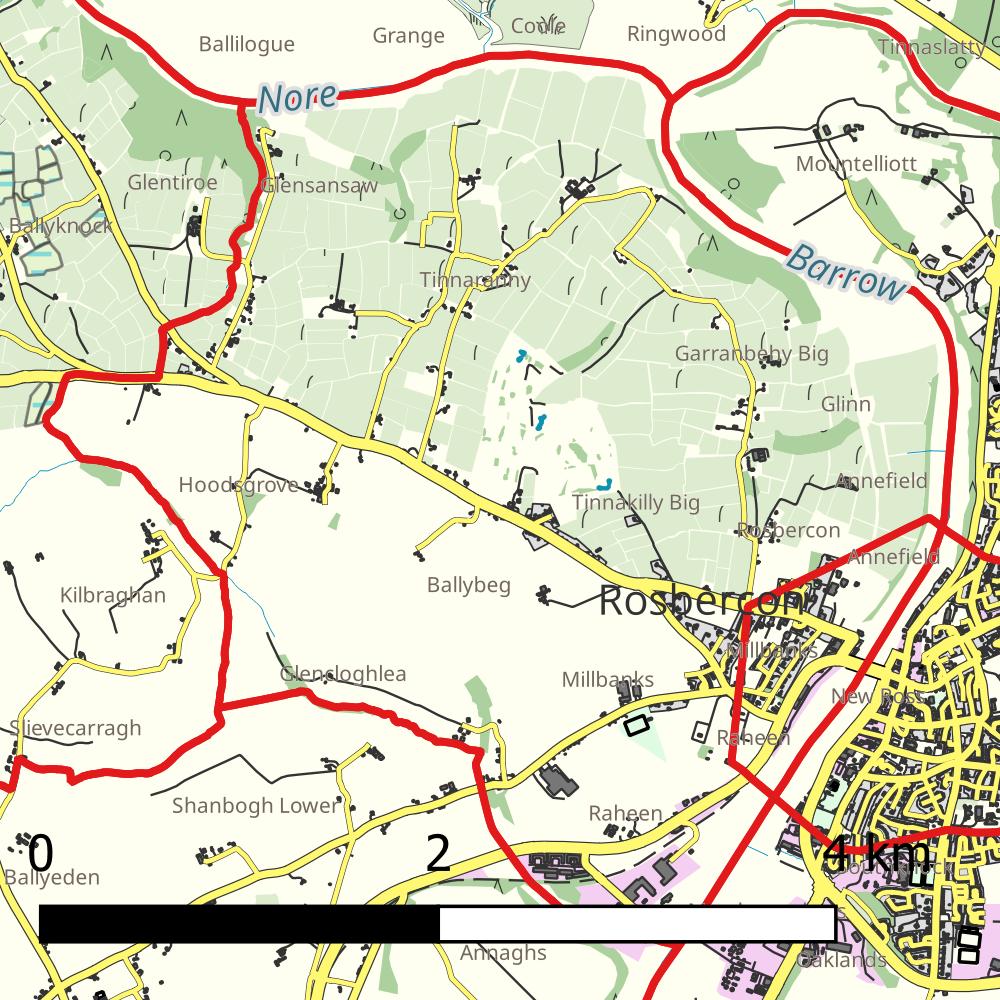 Coule
Ringwood
Grange
Ballilogue
Tinnaslatty
Nore
Mountelliott
Glentiroe
Glensansaw
Ballyknock
Barrow
Tinnaranny
Garranbehy Big
Glinn
Annefield
Hoodsgrove
Tinnakilly Big
Rosbercon
Annefield
Ballybeg
Kilbraghan
Rosbercon
Millbanks
Glencloghlea
Millbanks
New Ross
Slievecarragh
Raheen
Shanbogh Lower
Raheen
0
2
4 km
Ballyeden
Annaghs
Oaklands